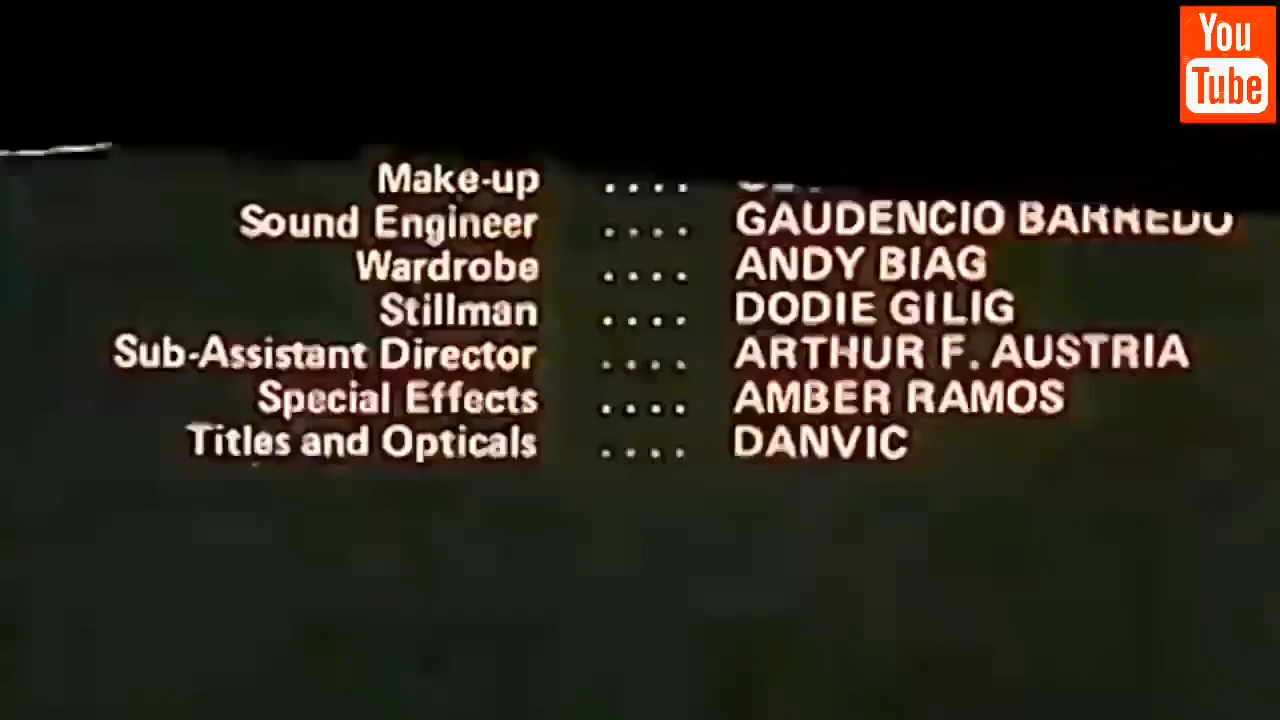 You
Tube
Make-up ....
Sound Engineer .... GAUDENCIO BARREDO
Wardrobe .... ANDY BIAG
Stillman .... DODIE GILIG
Sub-Assistant Director .... ARTHUR F. AUSTRIA
Special Effects .... AMBER RAMOS
Titles and Opticals .... DANVIC